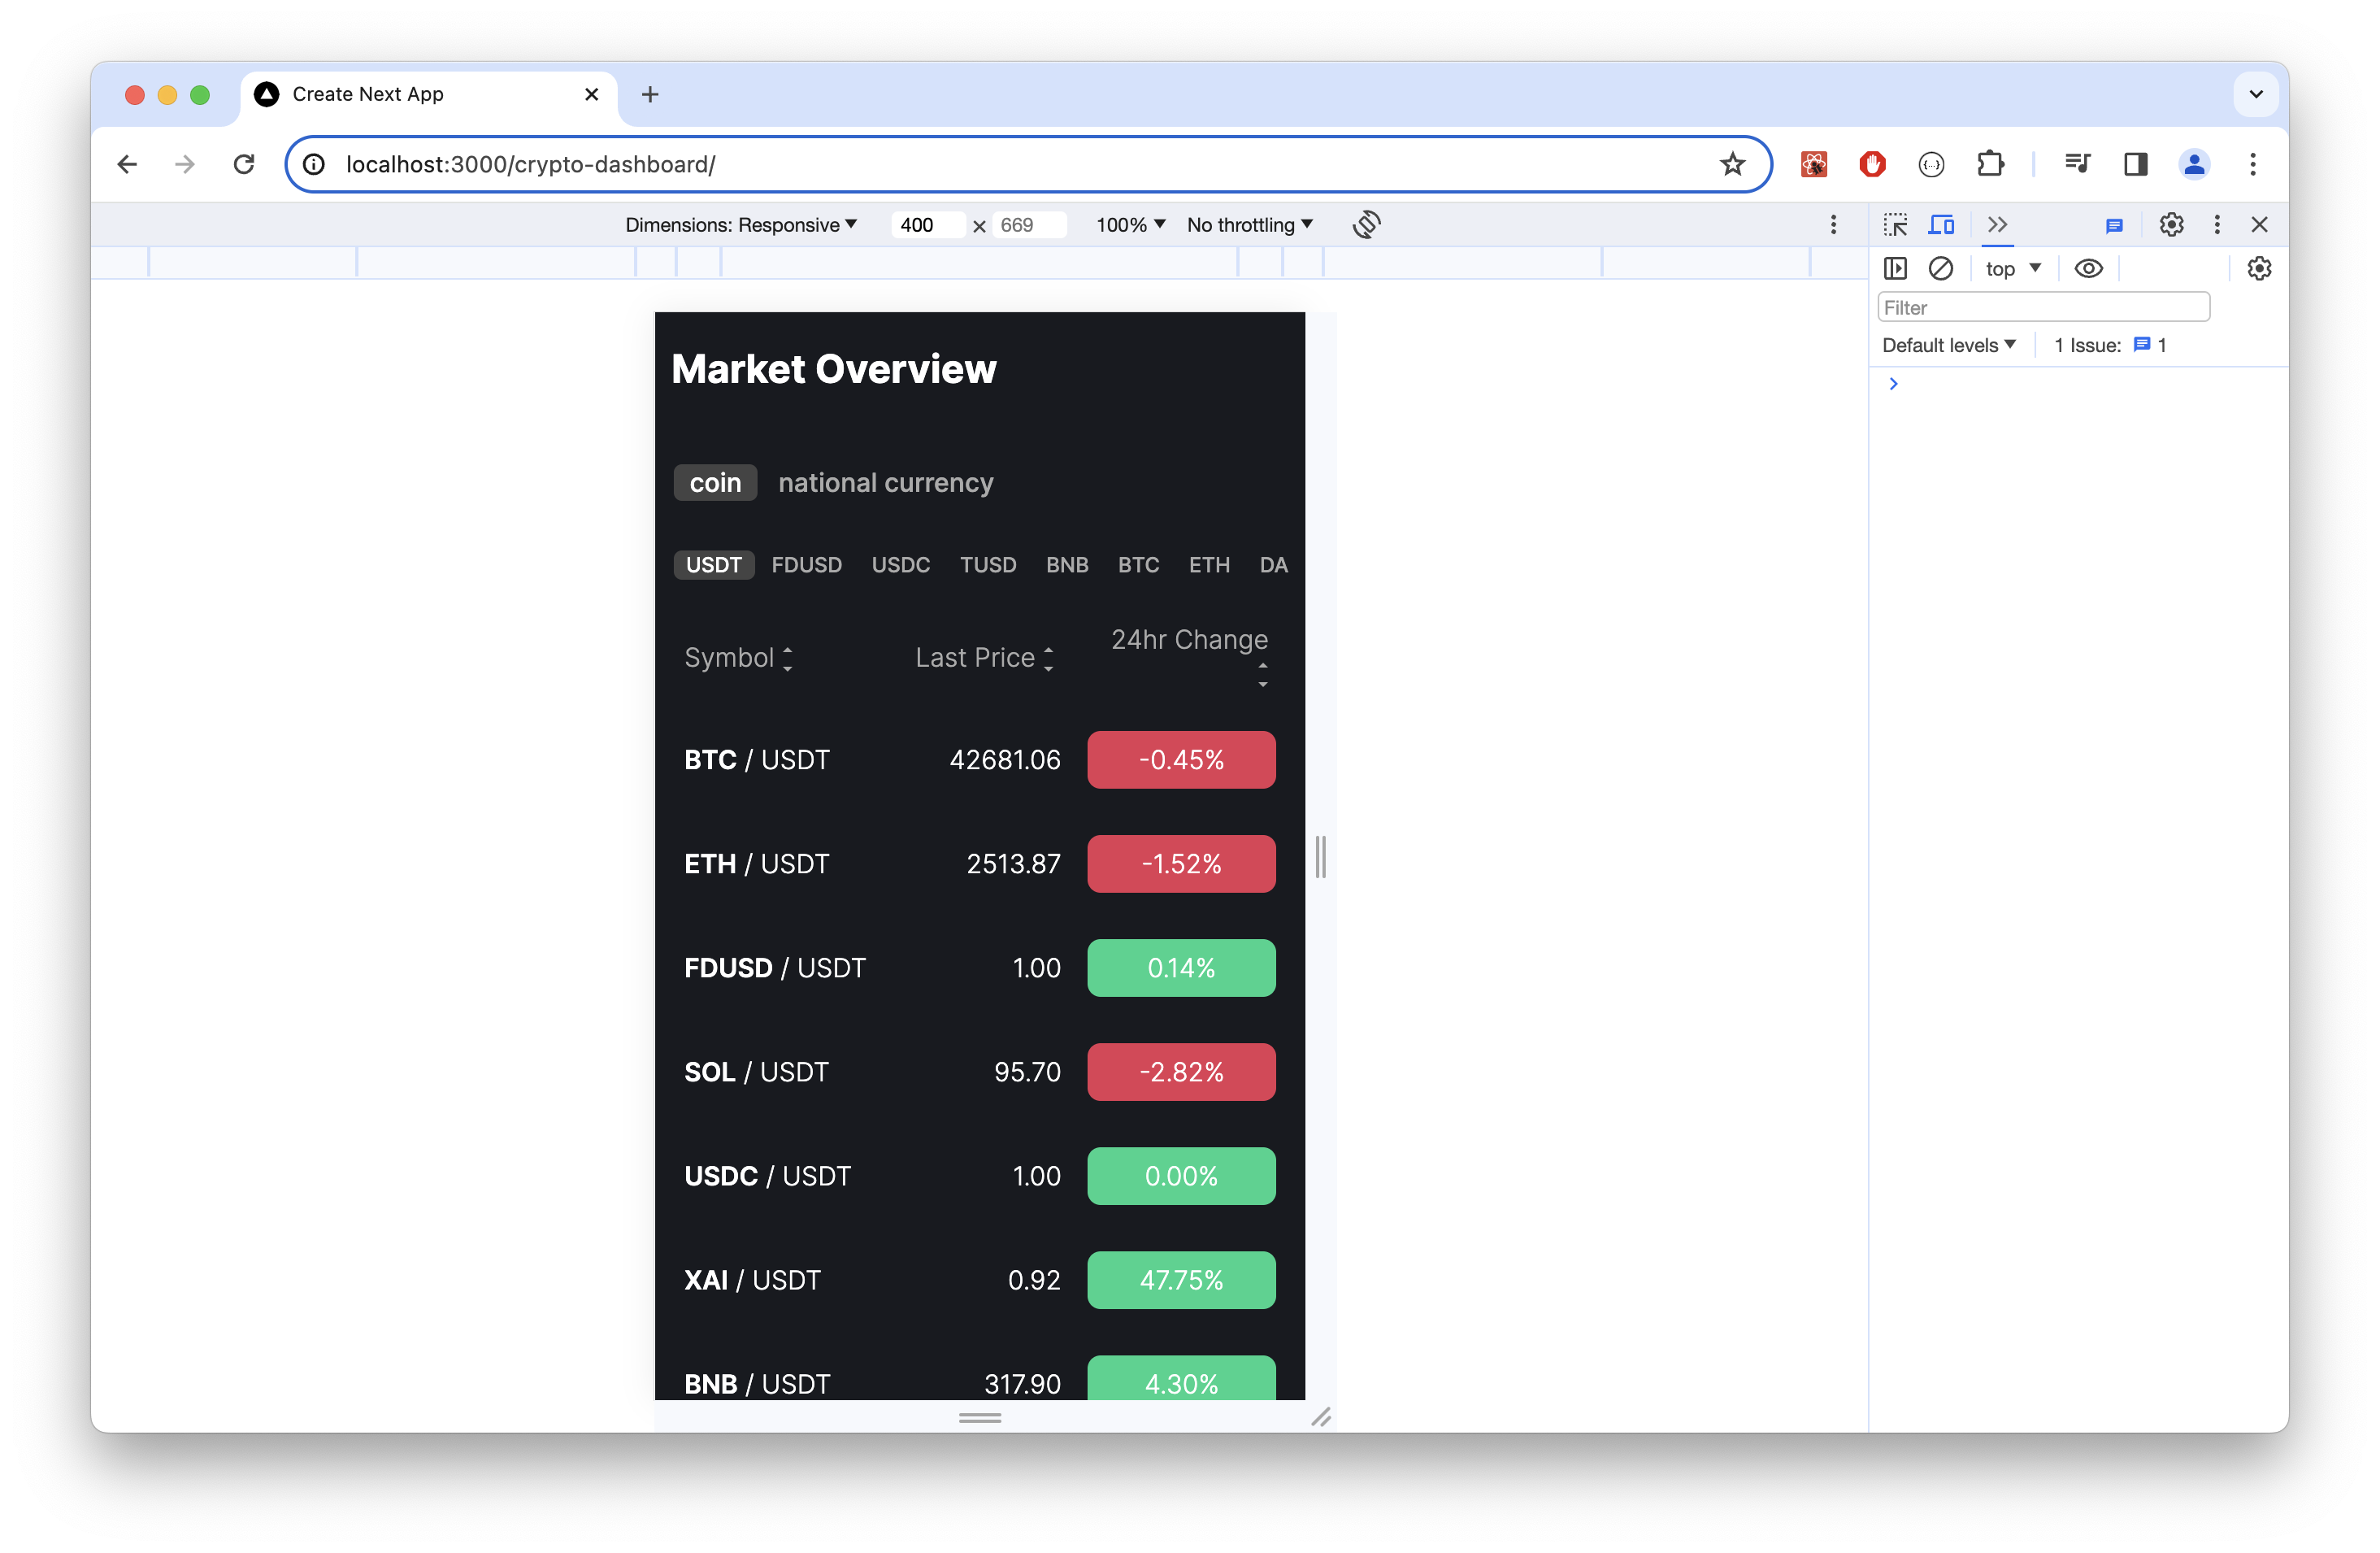 Create Next App
localhost:3000/crypto-dashboard/
Dimensions: Responsive 400 × 669 100% No throttling
top
Filter
Default levels 1 Issue: 1
Market Overview
coin national currency
USDT FDUSD USDC TUSD BNB BTC ETH DA
Symbol Last Price 24hr Change
BTC / USDT 42681.06 -0.45%
ETH / USDT 2513.87 -1.52%
FDUSD / USDT 1.00 0.14%
SOL / USDT 95.70 -2.82%
USDC / USDT 1.00 0.00%
XAI / USDT 0.92 47.75%
BNB / USDT 317.90 4.30%